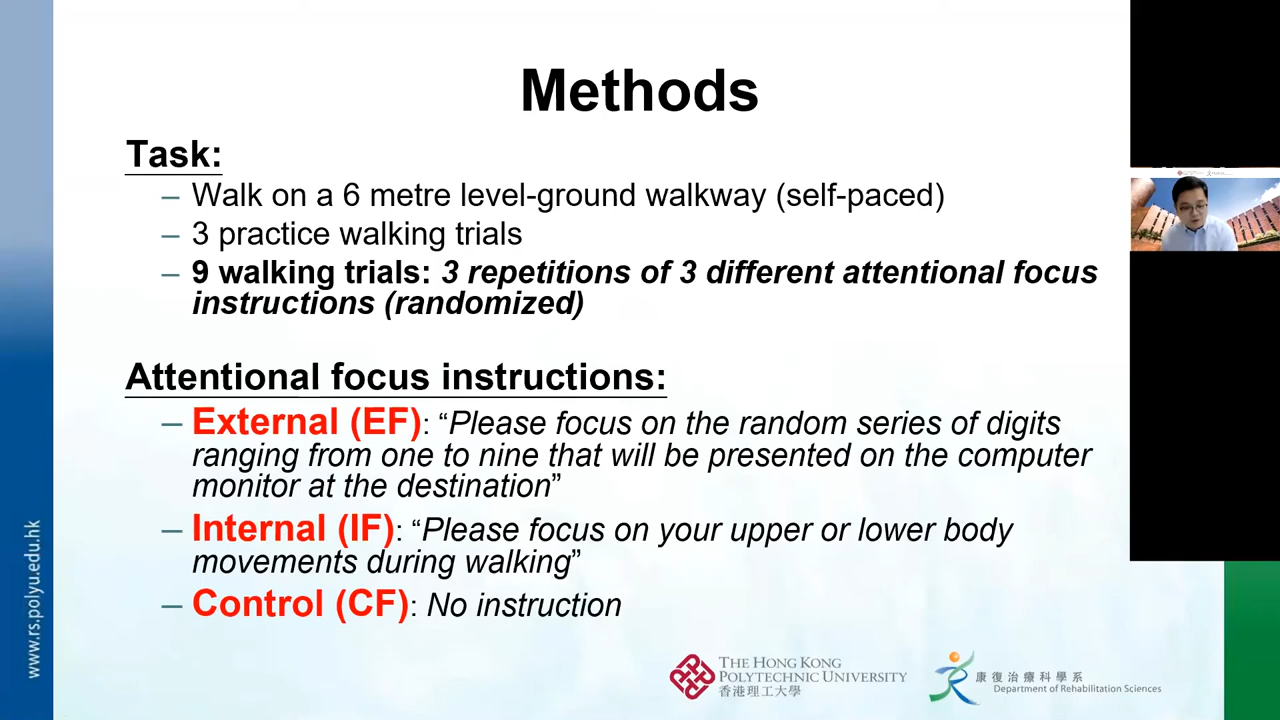 Methods
Task:
– Walk on a 6 metre level-ground walkway (self-paced)
– 3 practice walking trials
– 9 walking trials: 3 repetitions of 3 different attentional focus
instructions (randomized)
Attentional focus instructions:
– External (EF): “Please focus on the random series of digits
ranging from one to nine that will be presented on the computer
monitor at the destination”
– Internal (IF): “Please focus on your upper or lower body
movements during walking”
– Control (CF): No instruction
www.rs.polyu.edu.hk
THE HONG KONG
POLYTECHNIC UNIVERSITY
香港理工大學
康復治療科學系
Department of Rehabilitation Sciences